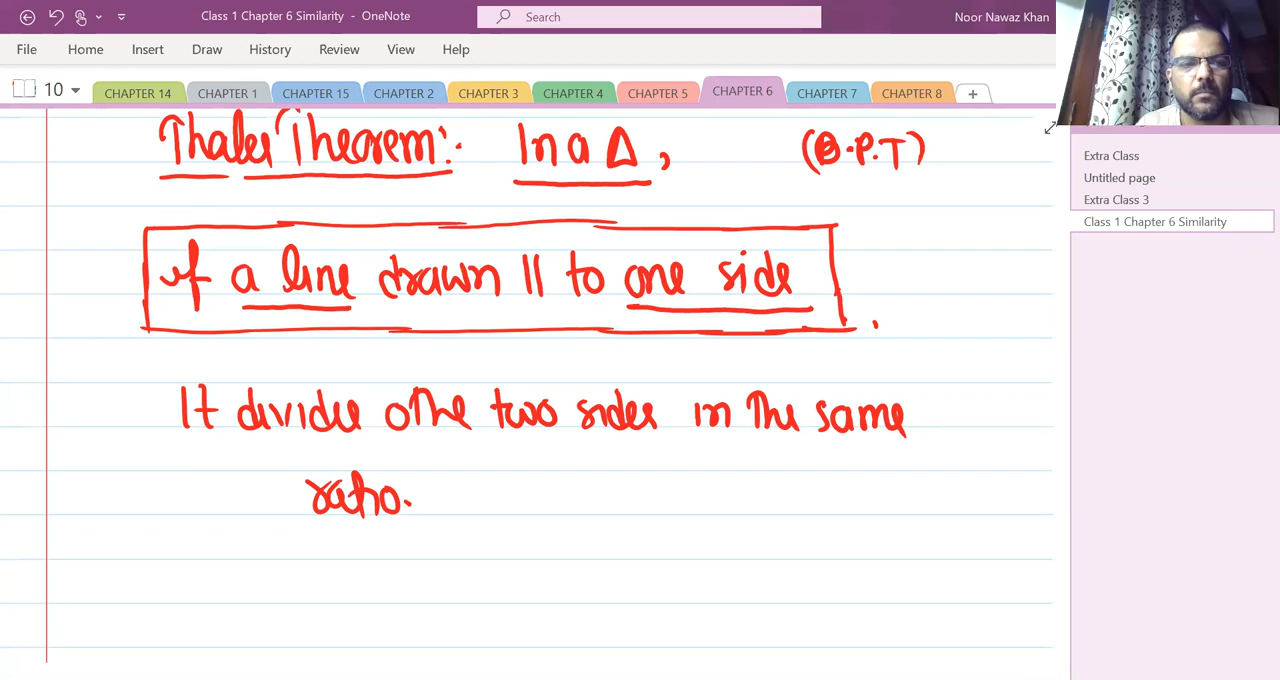 Class 1 Chapter 6 Similarity - OneNote
Search
Noor Nawaz Khan
File Home Insert Draw History Review View Help
10
CHAPTER 14 CHAPTER 1 CHAPTER 15 CHAPTER 2 CHAPTER 3 CHAPTER 4 CHAPTER 5 CHAPTER 6 CHAPTER 7 CHAPTER 8 +
Extra Class
Untitled page
Extra Class 3
Class 1 Chapter 6 Similarity
Thales Theorem: In a Δ, (B.P.T)
if a line drawn || to one side.
It divides othe two sides in the same
ratio.